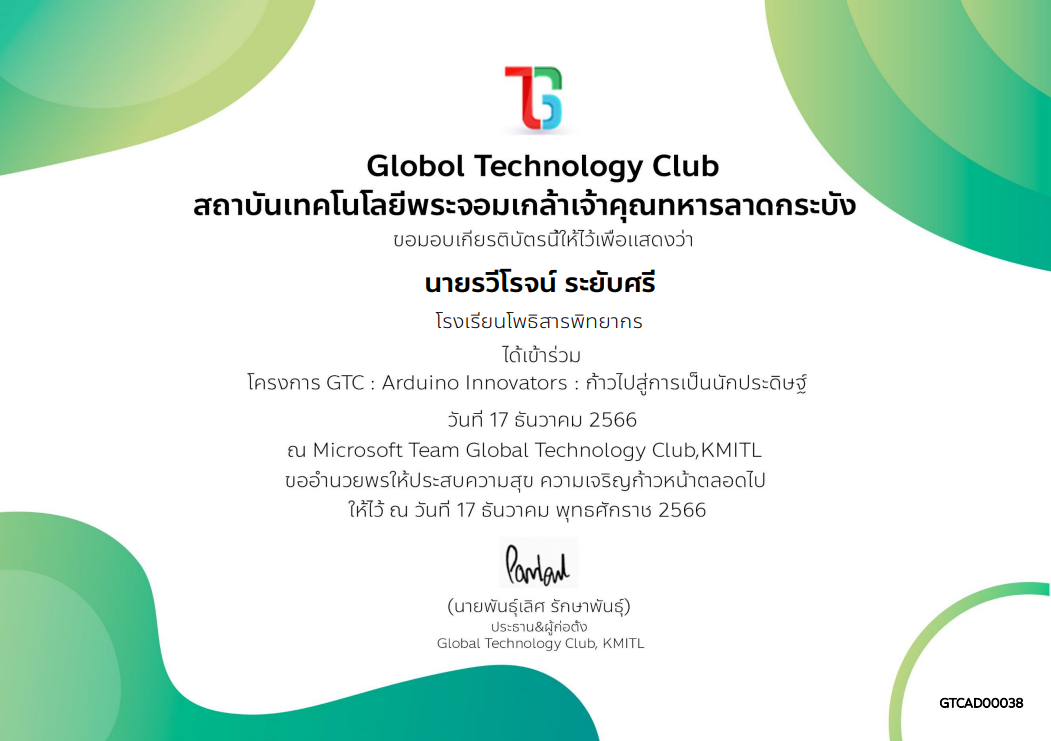 Globol Technology Club
สถาบันเทคโนโลยีพระจอมเกล้าเจ้าคุณทหารลาดกระบัง
ขอมอบเกียรติบัตรนี้ให้ไว้เพื่อแสดงว่า
นายรวีโรจน์ ระยับศรี
โรงเรียนโพธิสารพิทยากร
ได้เข้าร่วม
โครงการ GTC : Arduino Innovators : ก้าวไปสู่การเป็นนักประดิษฐ์
วันที่ 17 ธันวาคม 2566
ณ Microsoft Team Global Technology Club,KMITL
ขออำนวยพรให้ประสบความสุข ความเจริญก้าวหน้าตลอดไป
ให้ไว้ ณ วันที่ 17 ธันวาคม พุทธศักราช 2566
(นายพันธุ์เลิศ รักษาพันธุ์)
ประธาน&ผู้ก่อตั้ง
Global Technology Club, KMITL
GTCAD00038